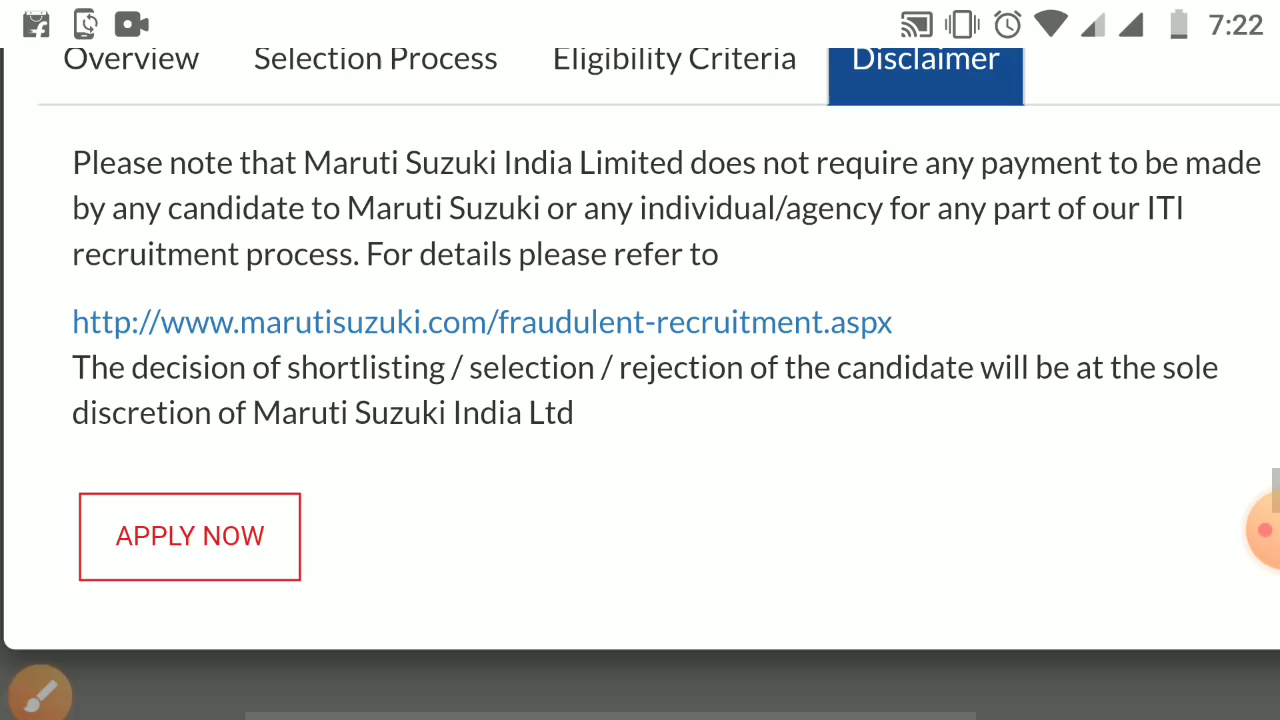 7:22
Overview Selection Process Eligibility Criteria Disclaimer
Please note that Maruti Suzuki India Limited does not require any payment to be made
by any candidate to Maruti Suzuki or any individual/agency for any part of our ITI
recruitment process. For details please refer to
http://www.marutisuzuki.com/fraudulent-recruitment.aspx
The decision of shortlisting / selection / rejection of the candidate will be at the sole
discretion of Maruti Suzuki India Ltd
APPLY NOW